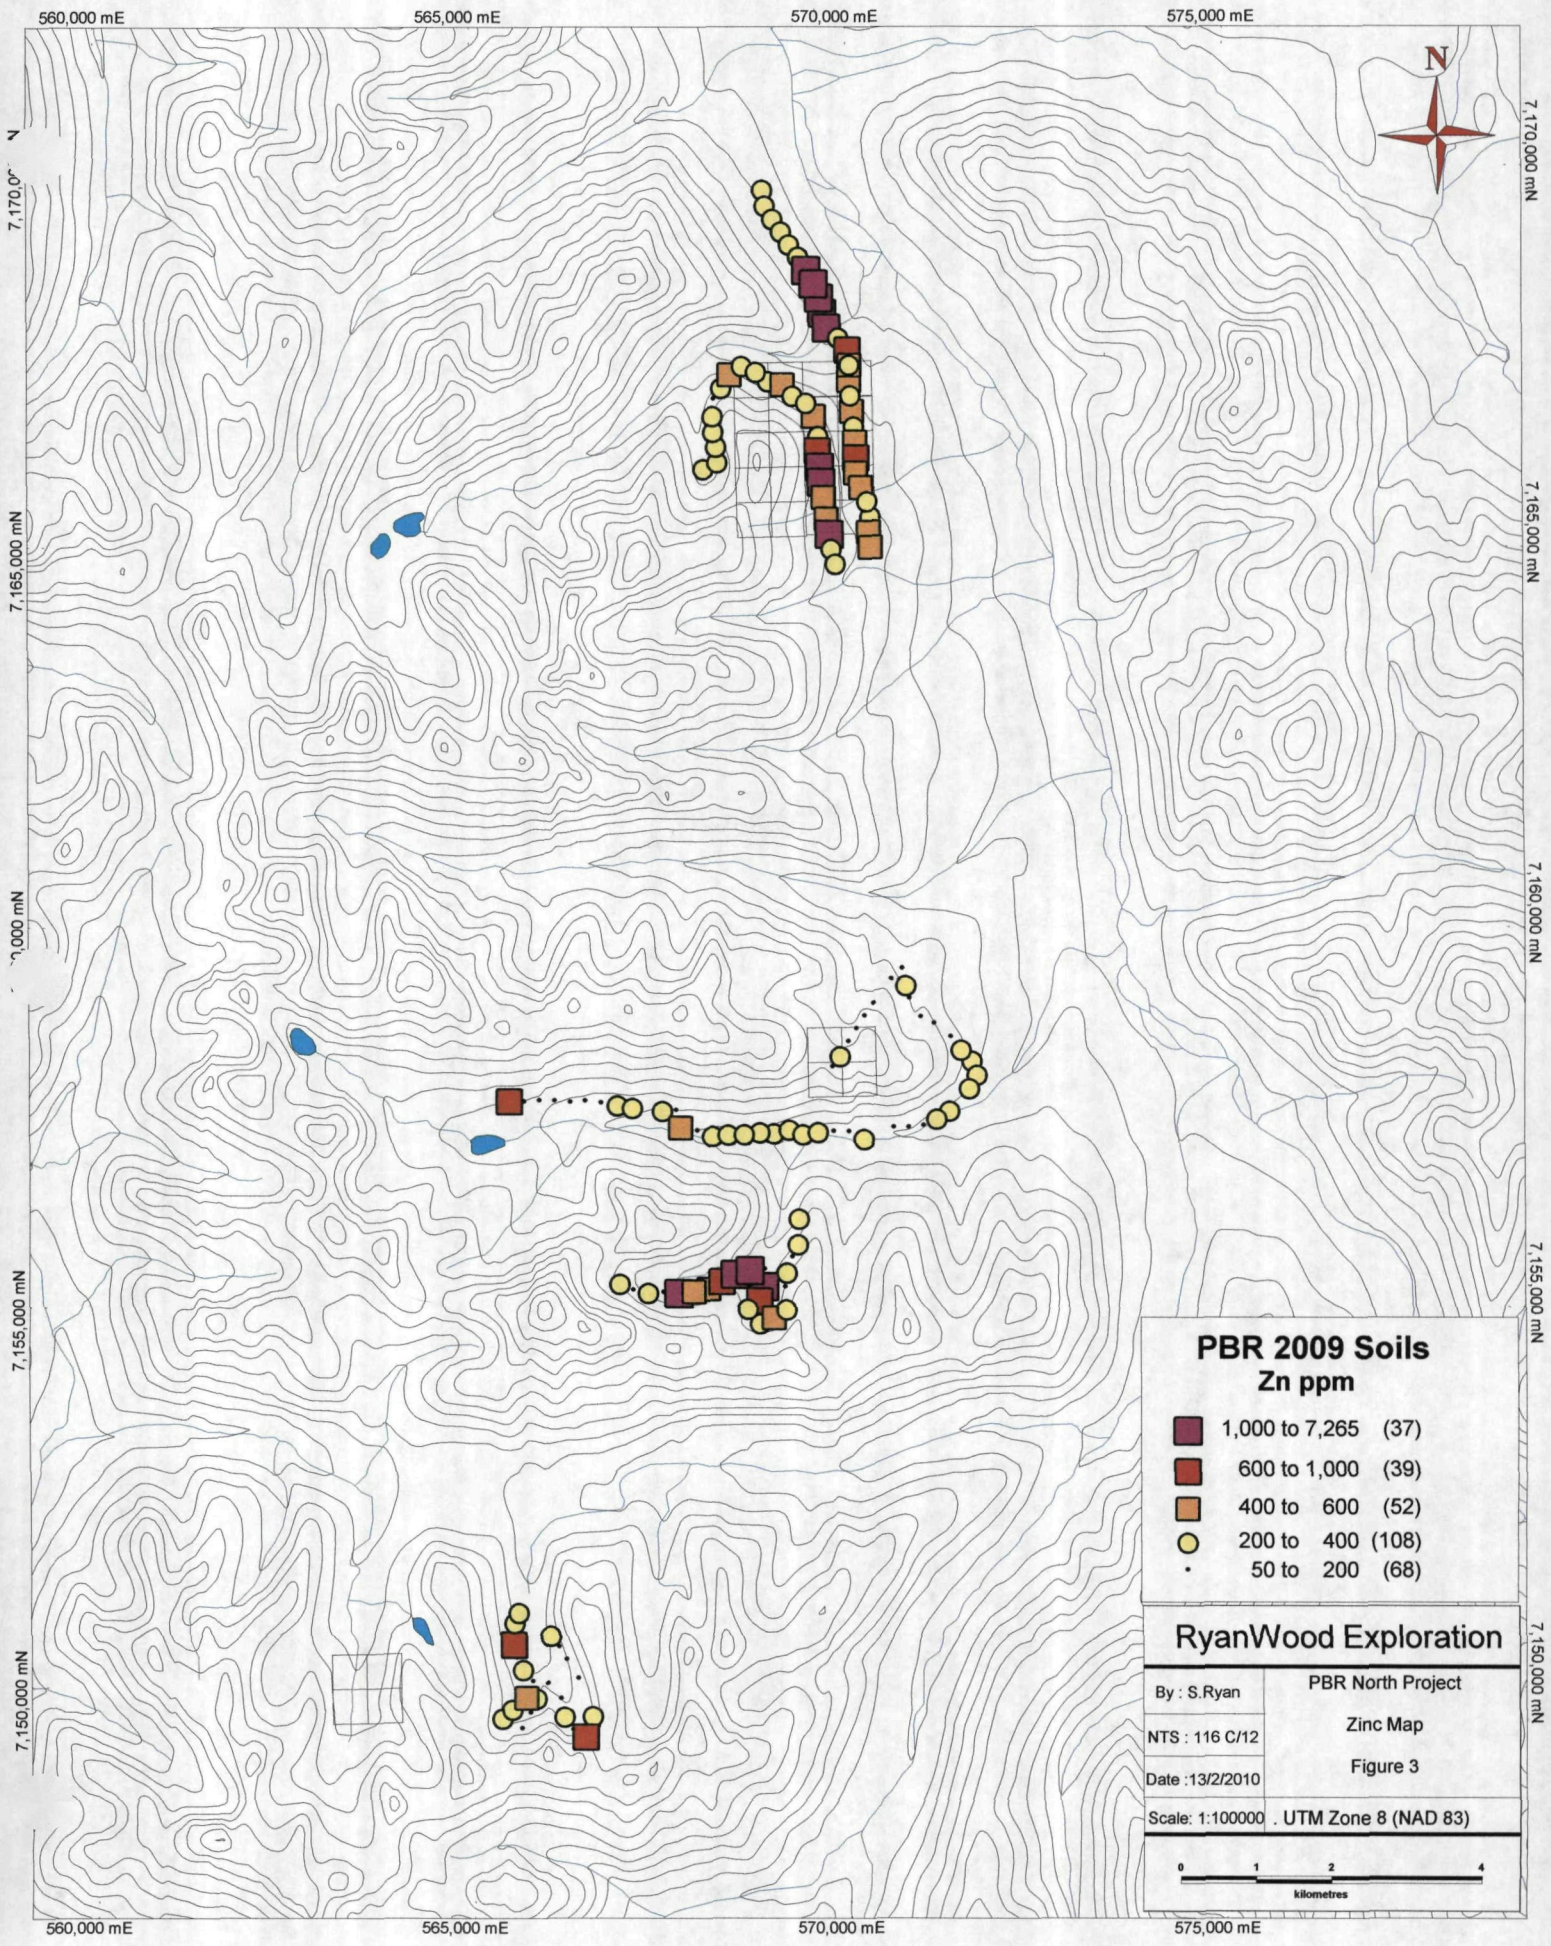 560,000 mE
565,000 mE
570,000 mE
575,000 mE
N
7,170,000 mN
7,165,000 mN
7,160,000 mN
7,155,000 mN
7,150,000 mN
N
7,165,000 mN
,000 mN
7,155,000 mN
7,150,000 mN
PBR 2009 Soils
Zn ppm
1,000 to 7,265 (37)
600 to 1,000 (39)
400 to 600 (52)
200 to 400 (108)
50 to 200 (68)
RyanWood Exploration
By : S.Ryan
NTS : 116 C/12
Date :13/2/2010
Scale: 1:100000
PBR North Project
Zinc Map
Figure 3
. UTM Zone 8 (NAD 83)
0 1 2 4
kilometres
560,000 mE
565,000 mE
570,000 mE
575,000 mE